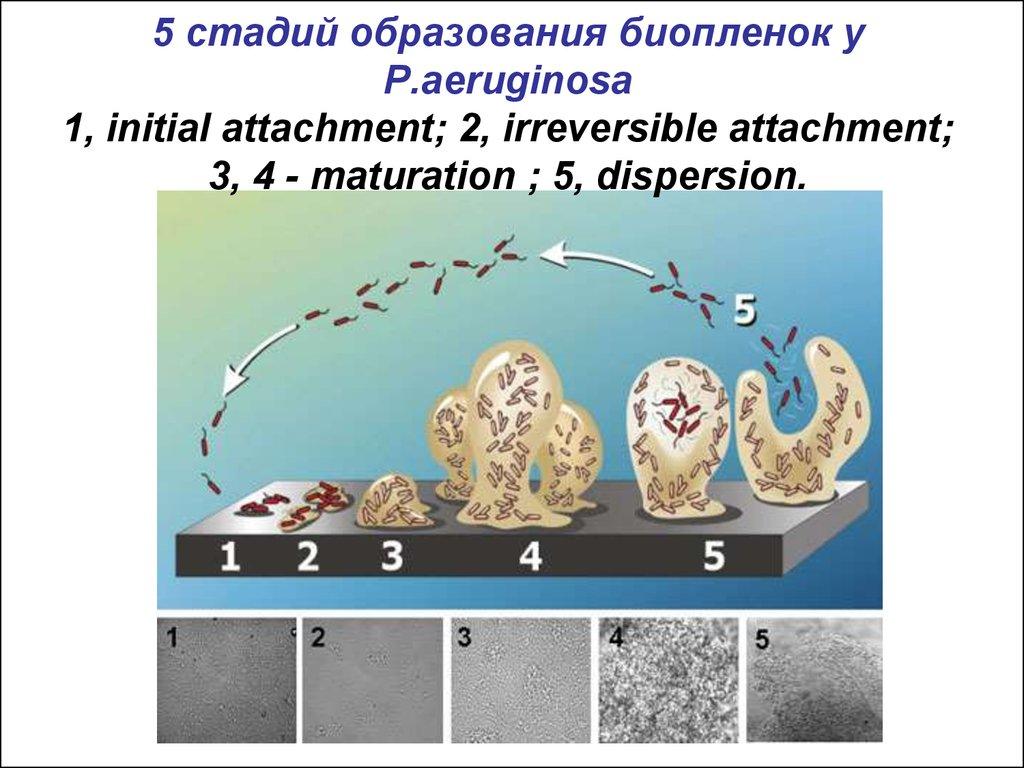 5 стадий образования биопленок у
P.aeruginosa
1, initial attachment; 2, irreversible attachment;
3, 4 - maturation ; 5, dispersion.
5
1 2 3 4 5
1 2 3 4 5